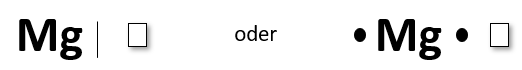 Mg | ☐ oder • Mg • ☐